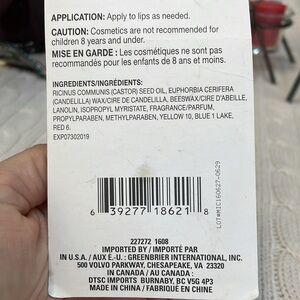 APPLICATION: Apply to lips as needed.
CAUTION: Cosmetics are not recommended for
children 8 years and under.
MISE EN GARDE : Les cosmétiques ne sont pas
recommandés pour les enfants de 8 ans et moins.
INGREDIENTS/INGRÉDIENTS:
RICINUS COMMUNIS (CASTOR) SEED OIL, EUPHORBIA CERIFERA
(CANDELILLA) WAX/CIRE DE CANDELILLA, BEESWAX/CIRE D'ABEILLE,
LANOLIN, ISOPROPYL MYRISTATE, FRAGRANCE/PARFUM,
PROPYLPARABEN, METHYLPARABEN, YELLOW 10, BLUE 1 LAKE,
RED 6.
EXP07302019
LOT#MIC160627-0629
6 39277 18621 8
227272 1608
IMPORTED BY / IMPORTÉ PAR
IN U.S.A. / AUX É.-U. : GREENBRIER INTERNATIONAL, INC.
500 VOLVO PARKWAY, CHESAPEAKE, VA 23320
IN CANADA / AU CANADA :
DTSC IMPORTS BURNABY, BC V5G 4P3
MADE IN CHINA / FABRIQUÉ EN CHINE